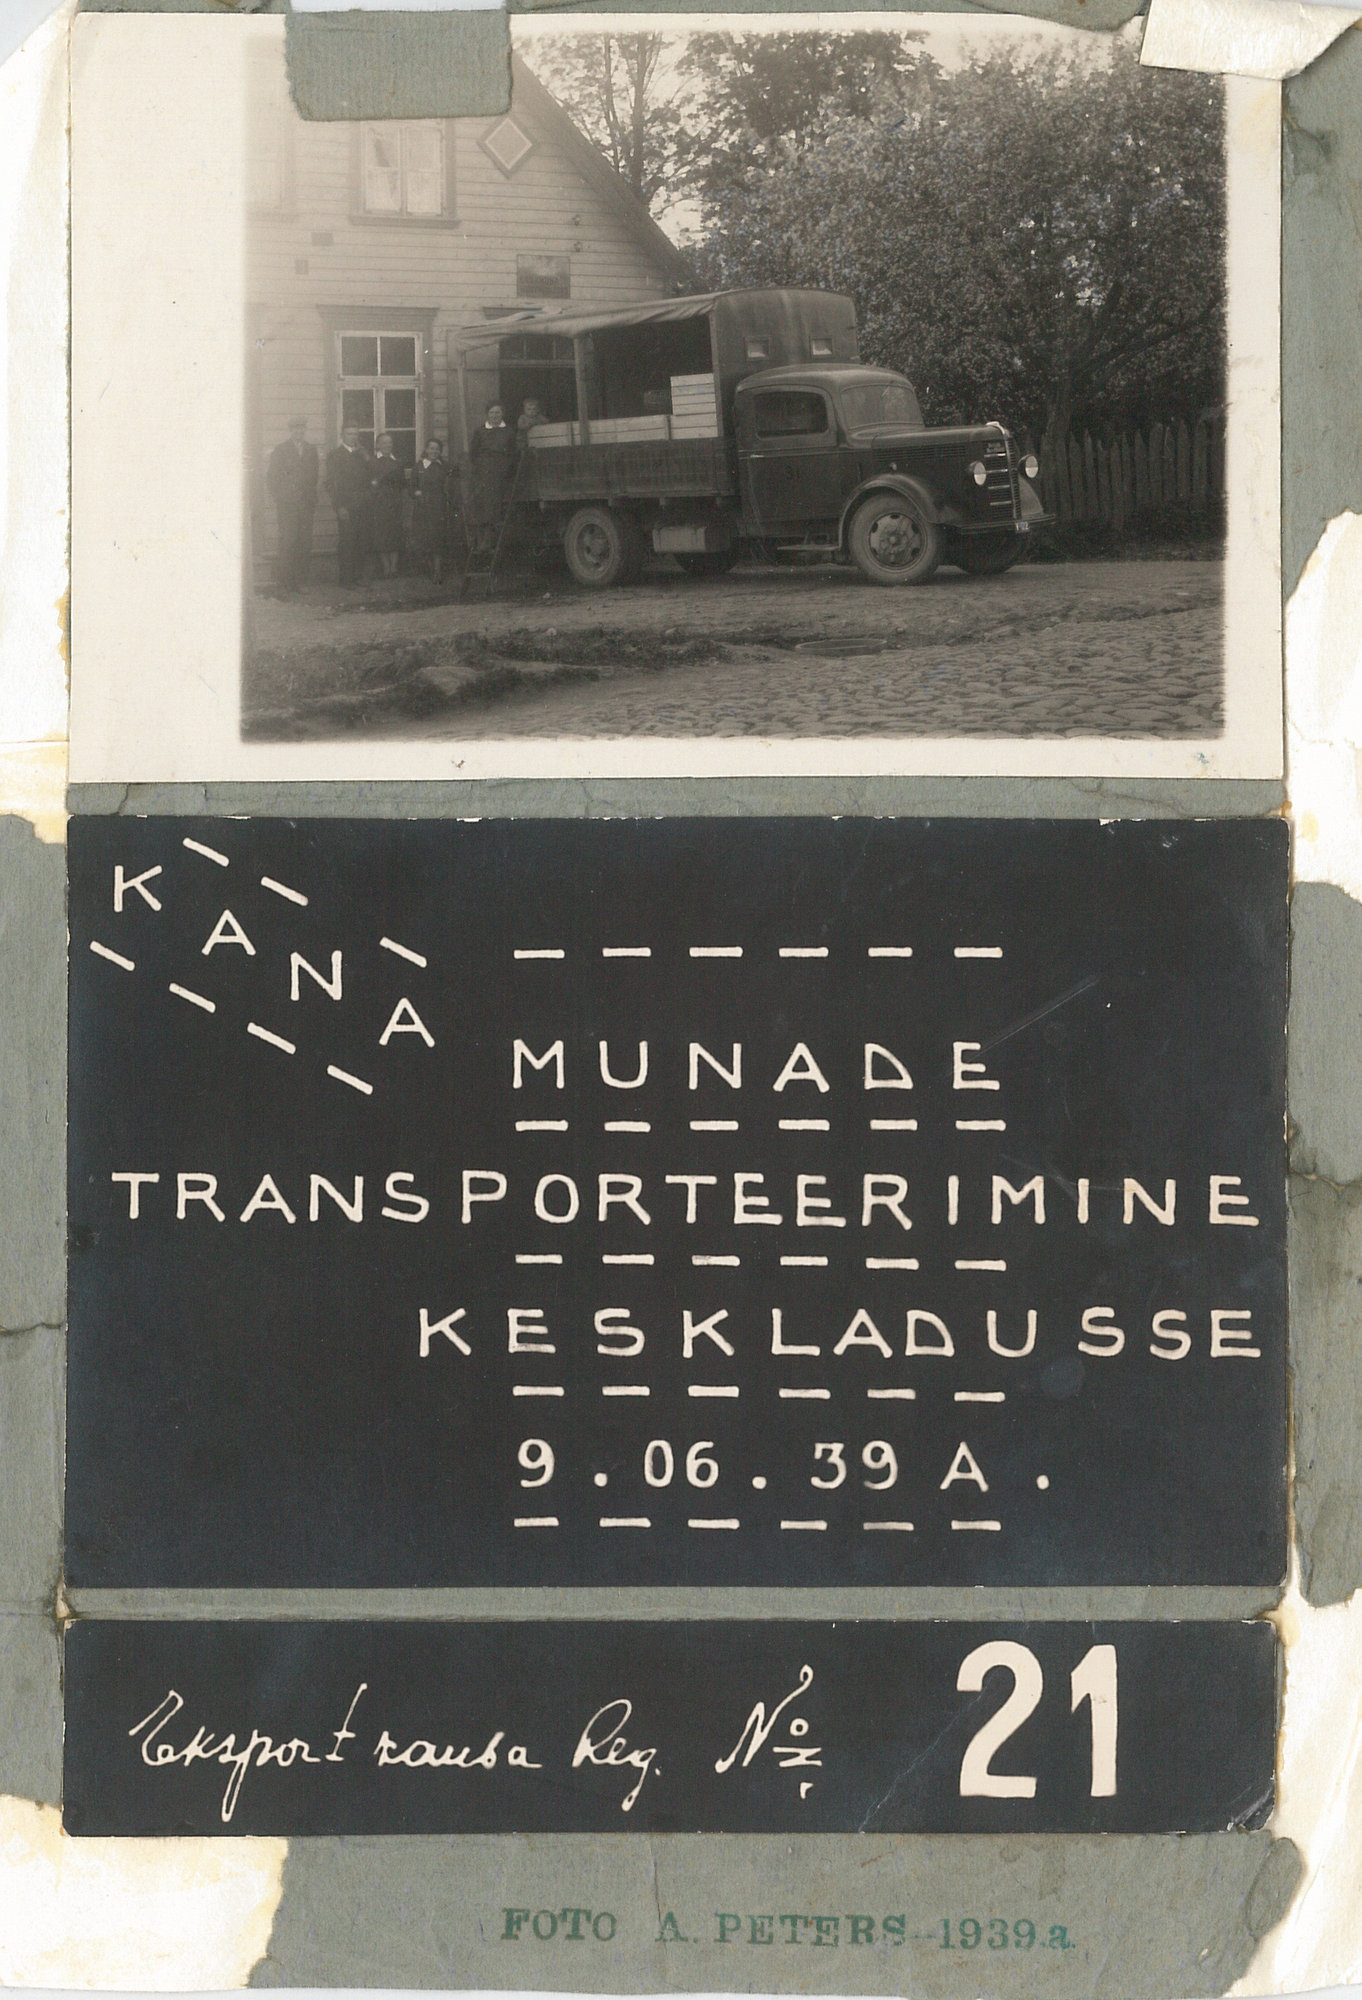 KANA
MUNADE
TRANSPORTEERIMINE
KESKLADUSSE
9.06.39 A.
Eksport kauba Reg. No 21
FOTO A. PETERS-1939.a.